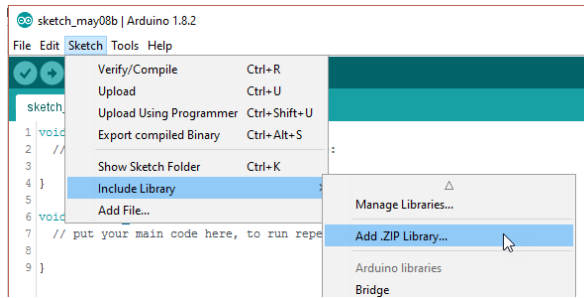 sketch_may08b | Arduino 1.8.2
File Edit Sketch Tools Help
Verify/Compile Ctrl+R
Upload Ctrl+U
Upload Using Programmer Ctrl+Shift+U
Export compiled Binary Ctrl+Alt+S
Show Sketch Folder Ctrl+K
Include Library
Add File...
Manage Libraries...
Add .ZIP Library...
Arduino libraries
Bridge
sketch_
1 void
2 // :
3
4 }
5
6 void
7 // put your main code here, to run repe
8
9 }